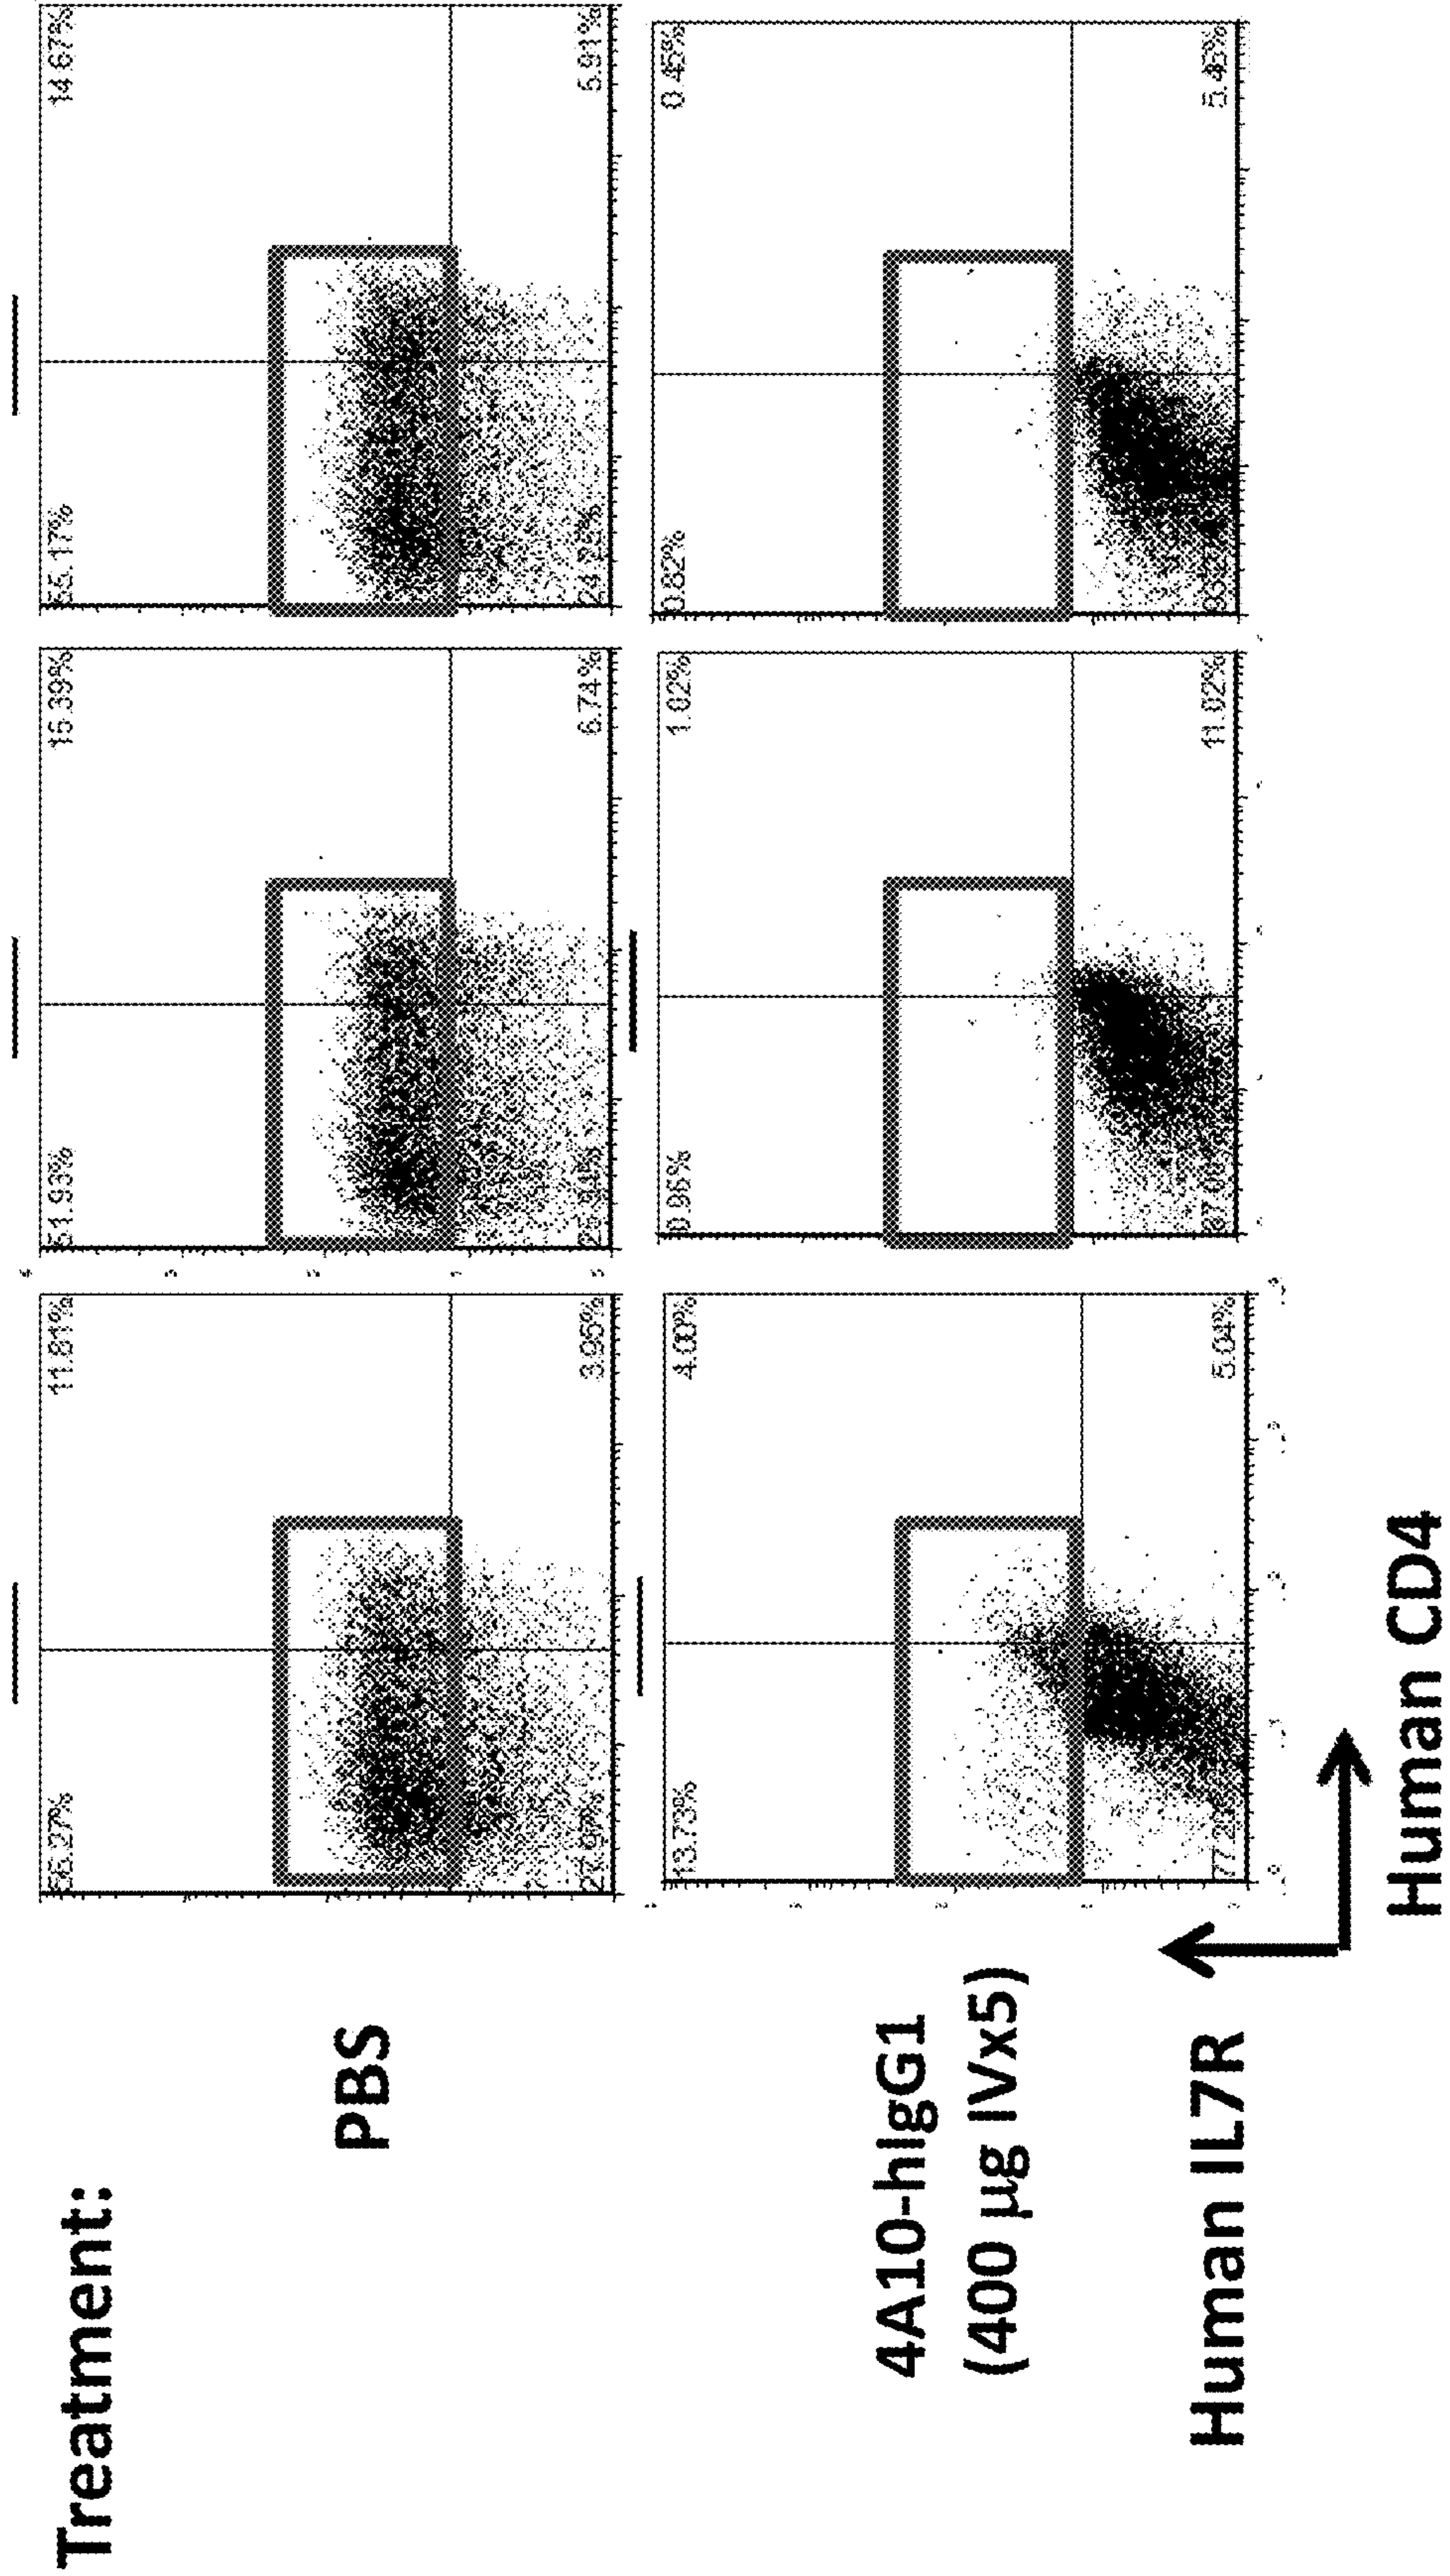 Treatment:
PBS
11.81%
51.93%
15.39%
55.17%
14.67%
3.95%
6.74%
5.91%
4A10-hIgG1
(400 µg IVx5)
13.73%
4.00%
0.96%
1.02%
0.82%
0.45%
5.04%
11.02%
5.45%
Human IL7R
Human CD4